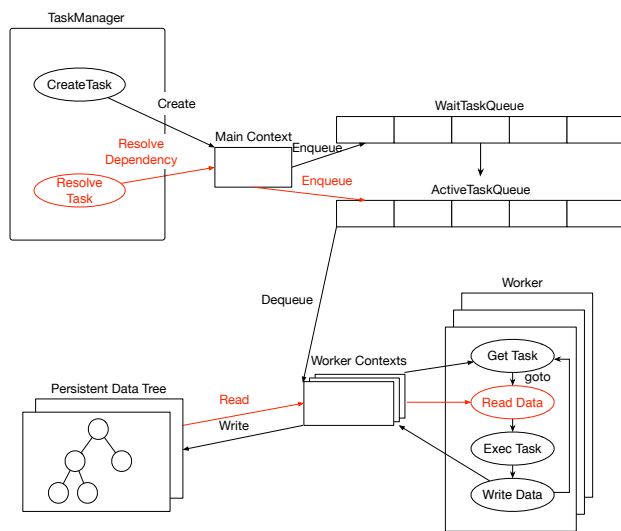 TaskManager
CreateTask
Create
Resolve
Dependency
Resolve
Task
Main Context
Enqueue
Enqueue
WaitTaskQueue
ActiveTaskQueue
Dequeue
Worker
Worker Contexts
Get Task
goto
Read Data
Exec Task
Write Data
Persistent Data Tree
Read
Write